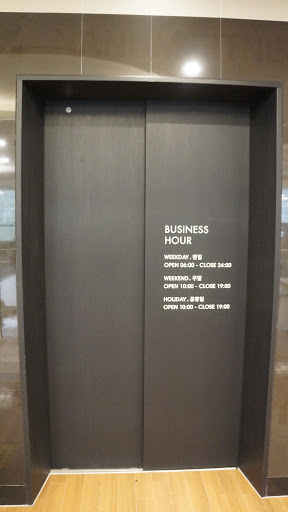 BUSINESS
HOUR
WEEKDAY . 평일
OPEN 06:00 - CLOSE 24:00
WEEKEND . 주말
OPEN 10:00 - CLOSE 19:00
HOLIDAY . 공휴일
OPEN 10:00 - CLOSE 19:00